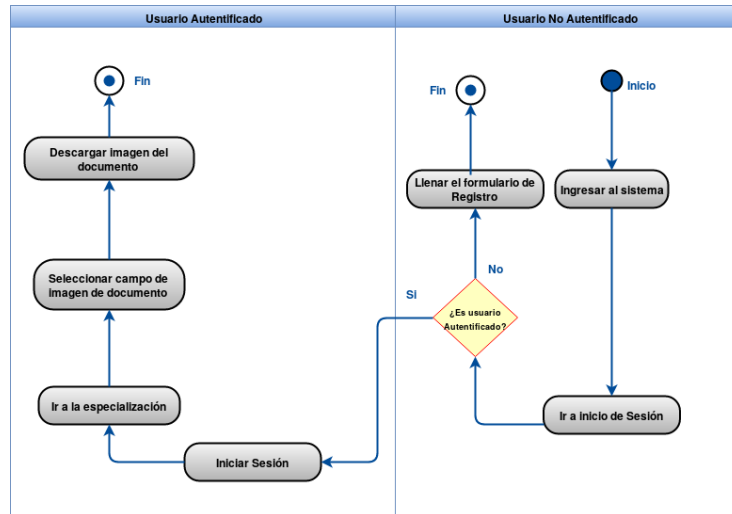 Usuario Autentificado
Usuario No Autentificado
Fin
Descargar imagen del
documento
Seleccionar campo de
imagen de documento
Ir a la especialización
Iniciar Sesión
Fin
Inicio
Llenar el formulario de
Registro
Ingresar al sistema
No
Si
¿Es usuario
Autentificado?
Ir a inicio de Sesión